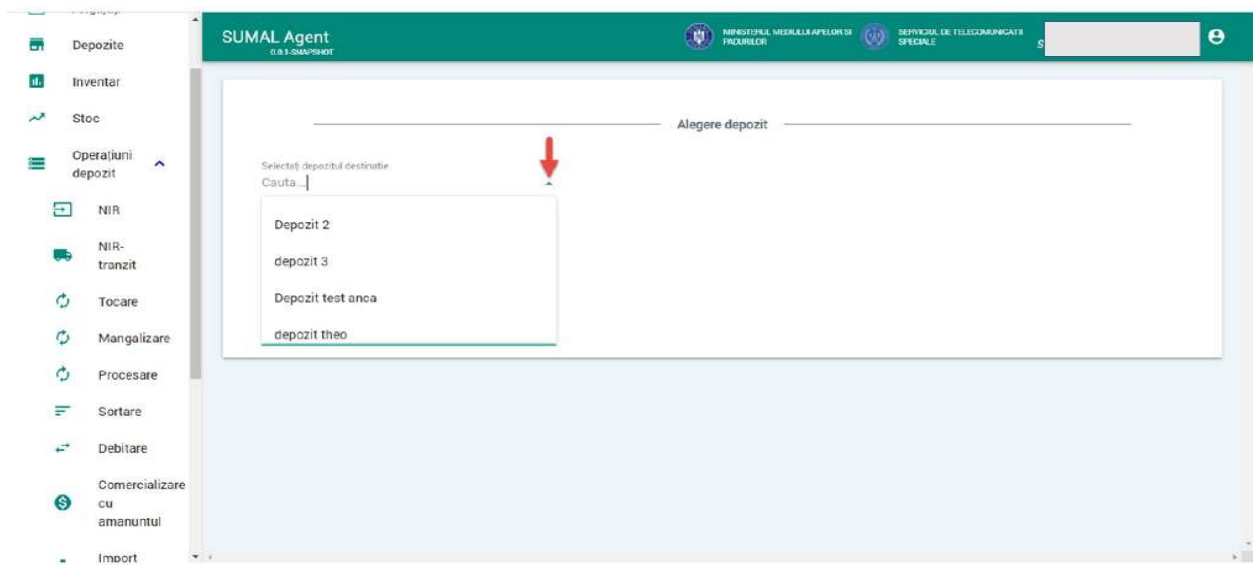 Depozite
Inventar
Stoc
Operațiuni
depozit
NIR
NIR-
tranzit
Tocare
Mangalizare
Procesare
Sortare
Debitare
Comercializare
cu
amanuntul
Import
SUMAL Agent
0.0.1-SNAPSHOT
MINISTERUL MEDIULUI APELOR SI
PADURILOR
SERVICIUL DE TELECOMUNICATII
SPECIALE
S
Alegere depozit
Selectați depozitul destinatie
Cauta...
Depozit 2
depozit 3
Depozit test anca
depozit theo